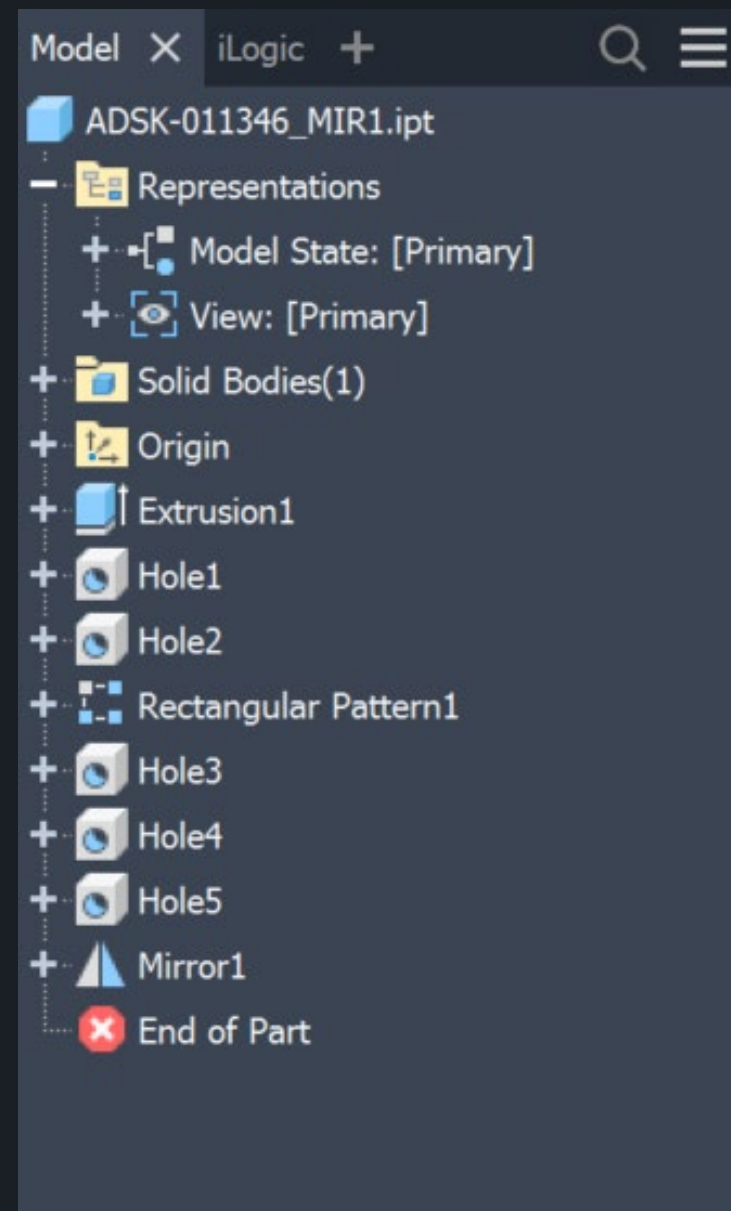 Model iLogic
ADSK-011346_MIR1.ipt
Representations
Model State: [Primary]
View: [Primary]
Solid Bodies(1)
Origin
Extrusion1
Hole1
Hole2
Rectangular Pattern1
Hole3
Hole4
Hole5
Mirror1
End of Part